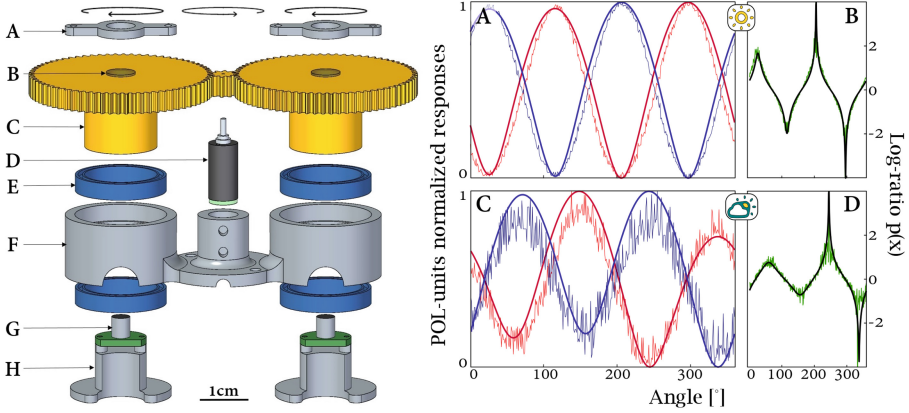 A
B
C
D
E
F
G
H
1cm
POL-units normalized responses
A
1
0
B
2
0
-2
C
1
0
0
100
200
300
Angle [°]
D
2
0
-2
0
100
200
300
Log-ratio p(x)